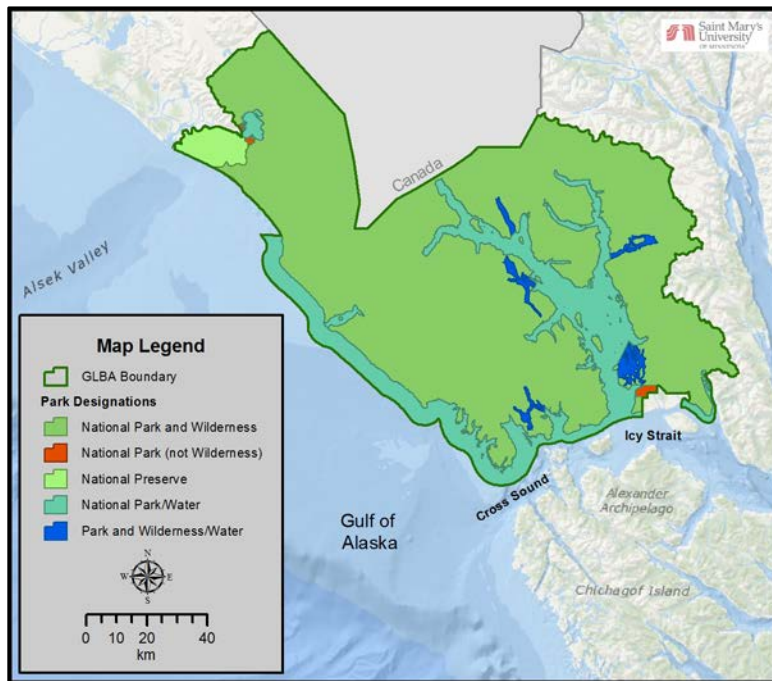 Saint Mary's
University
OF MINNESOTA
Canada
Alsek Valley
Map Legend
GLBA Boundary
Park Designations
National Park and Wilderness
National Park (not Wilderness)
National Preserve
National Park/Water
Park and Wilderness/Water
N
W E
S
0 10 20 40
km
Icy Strait
Cross Sound
Gulf of
Alaska
Alexander
Archipelago
Chichagof Island